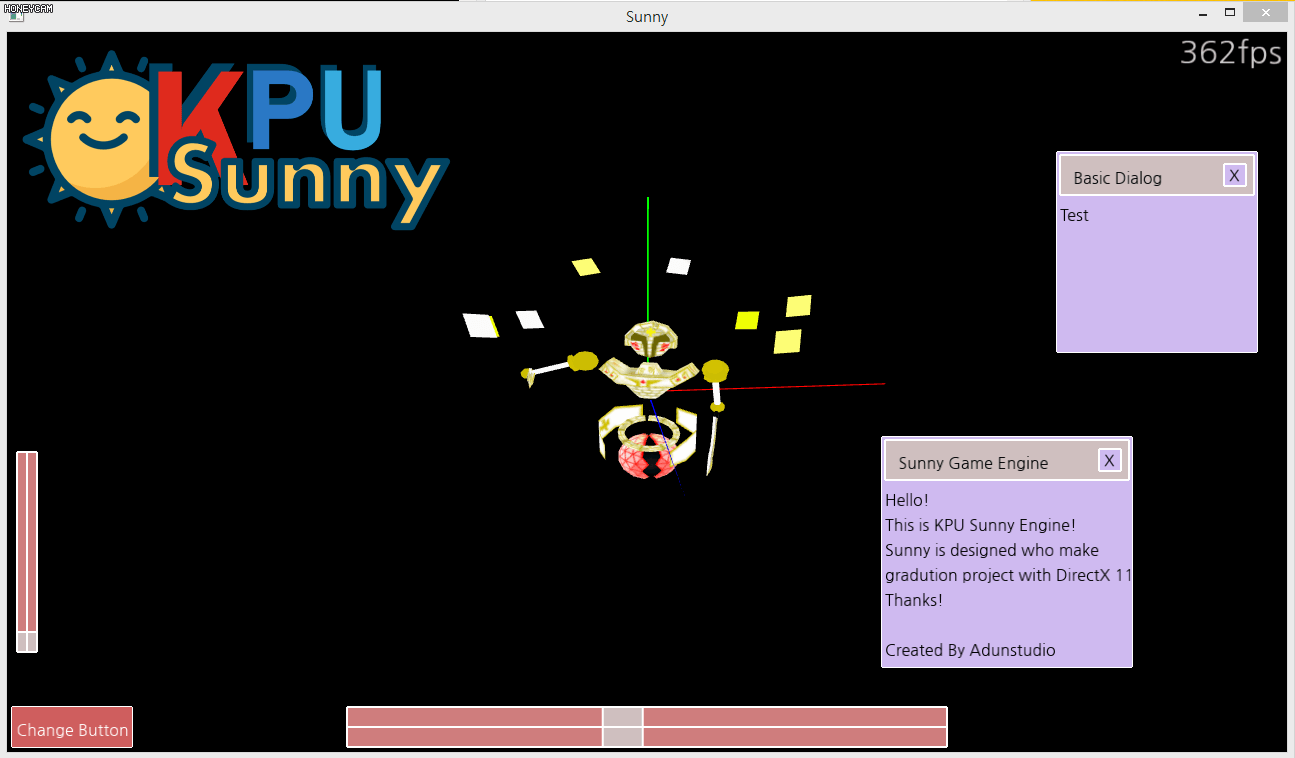 HONEYCAM
Sunny
362fps
KPU
Sunny
Basic Dialog X
Test
Sunny Game Engine X
Hello!
This is KPU Sunny Engine!
Sunny is designed who make
gradution project with DirectX 11
Thanks!
Created By Adunstudio
Change Button